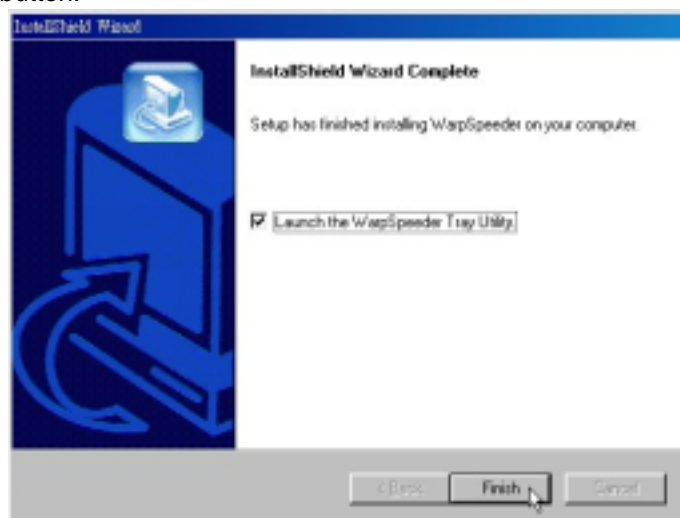 button.
InstallShield Wizard
InstallShield Wizard Complete
Setup has finished installing WarpSpeeder on your computer.
Launch the WarpSpeeder Tray Utility.
< Back
Finish
Cancel